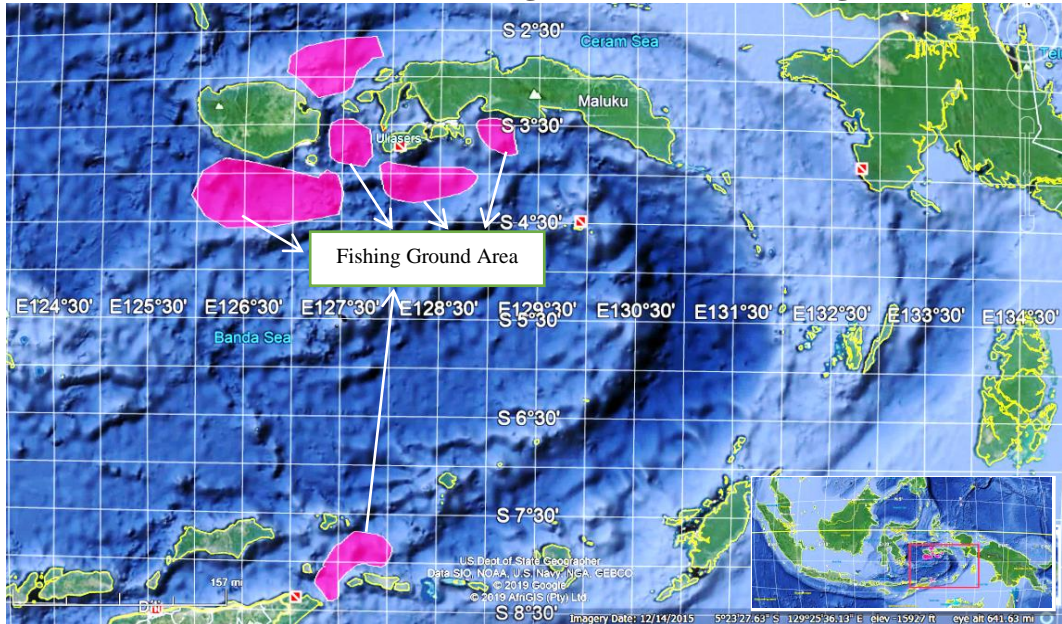 S 2°30'
Ceram Sea
Maluku
S 3°30'
Uliasers
S 4°30'
Fishing Ground Area
E124°30' E125°30' E126°30' E127°30' E128°30' E129°30' E130°30' E131°30' E132°30' E133°30' E134°30'
S 5°30'
Banda Sea
S 6°30'
S 7°30'
US Dept of State Geographer
Data SIO, NOAA, U.S. Navy, NGA, GEBCO
© 2019 Google
© 2019 AfriGIS (Pty) Ltd.
157 mi
S 8°30'
Imagery Date: 12/14/2015 5°23'27.63" S 129°25'36.13" E elev -15927 ft eye alt 641.63 mi